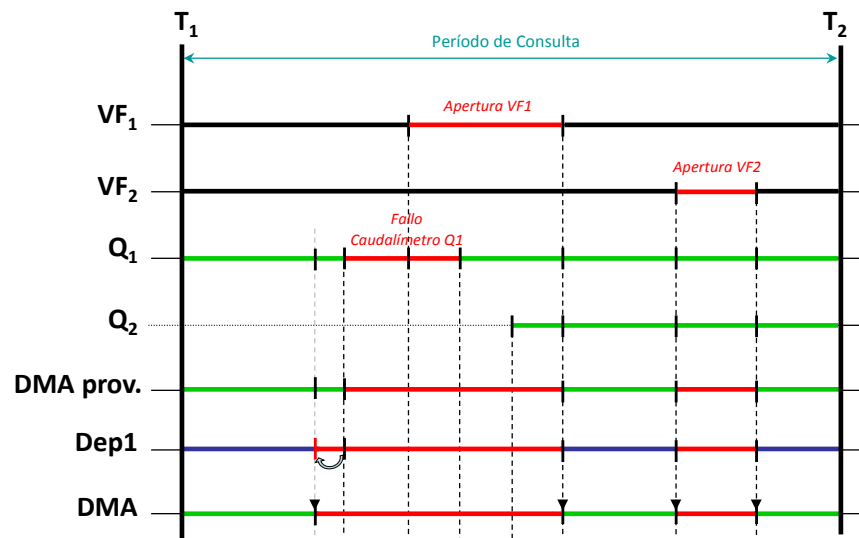 T1 T2
Período de Consulta
VF1 Apertura VF1
VF2 Apertura VF2
Fallo
Caudalímetro Q1
Q1
Q2
DMA prov.
Dep1
DMA